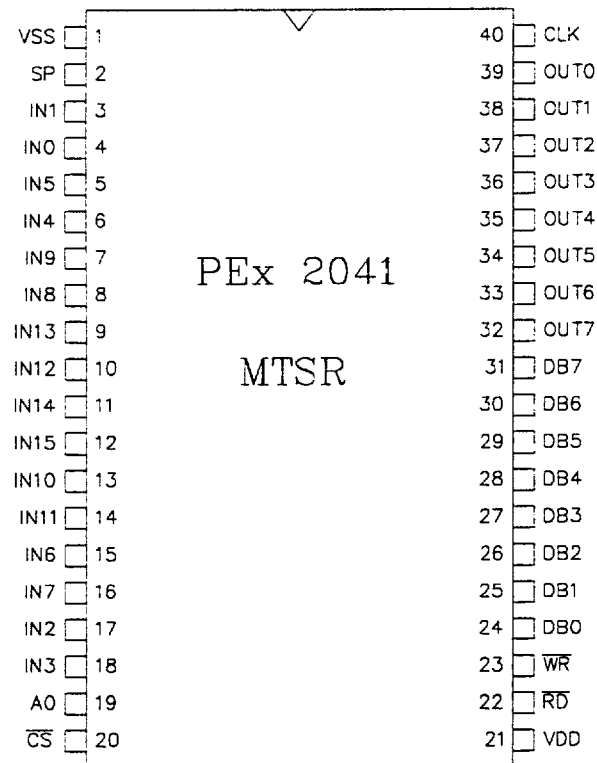 VSS 1 40 CLK
SP 2 39 OUT0
IN1 3 38 OUT1
IN0 4 37 OUT2
IN5 5 36 OUT3
IN4 6 35 OUT4
IN9 7 34 OUT5
PEx 2041
IN8 8 33 OUT6
IN13 9 32 OUT7
IN12 10 31 DB7
MTSR
IN14 11 30 DB6
IN15 12 29 DB5
IN10 13 28 DB4
IN11 14 27 DB3
IN6 15 26 DB2
IN7 16 25 DB1
IN2 17 24 DB0
IN3 18 23 W̅R̅
A0 19 22 R̅D̅
C̅S̅ 20 21 VDD